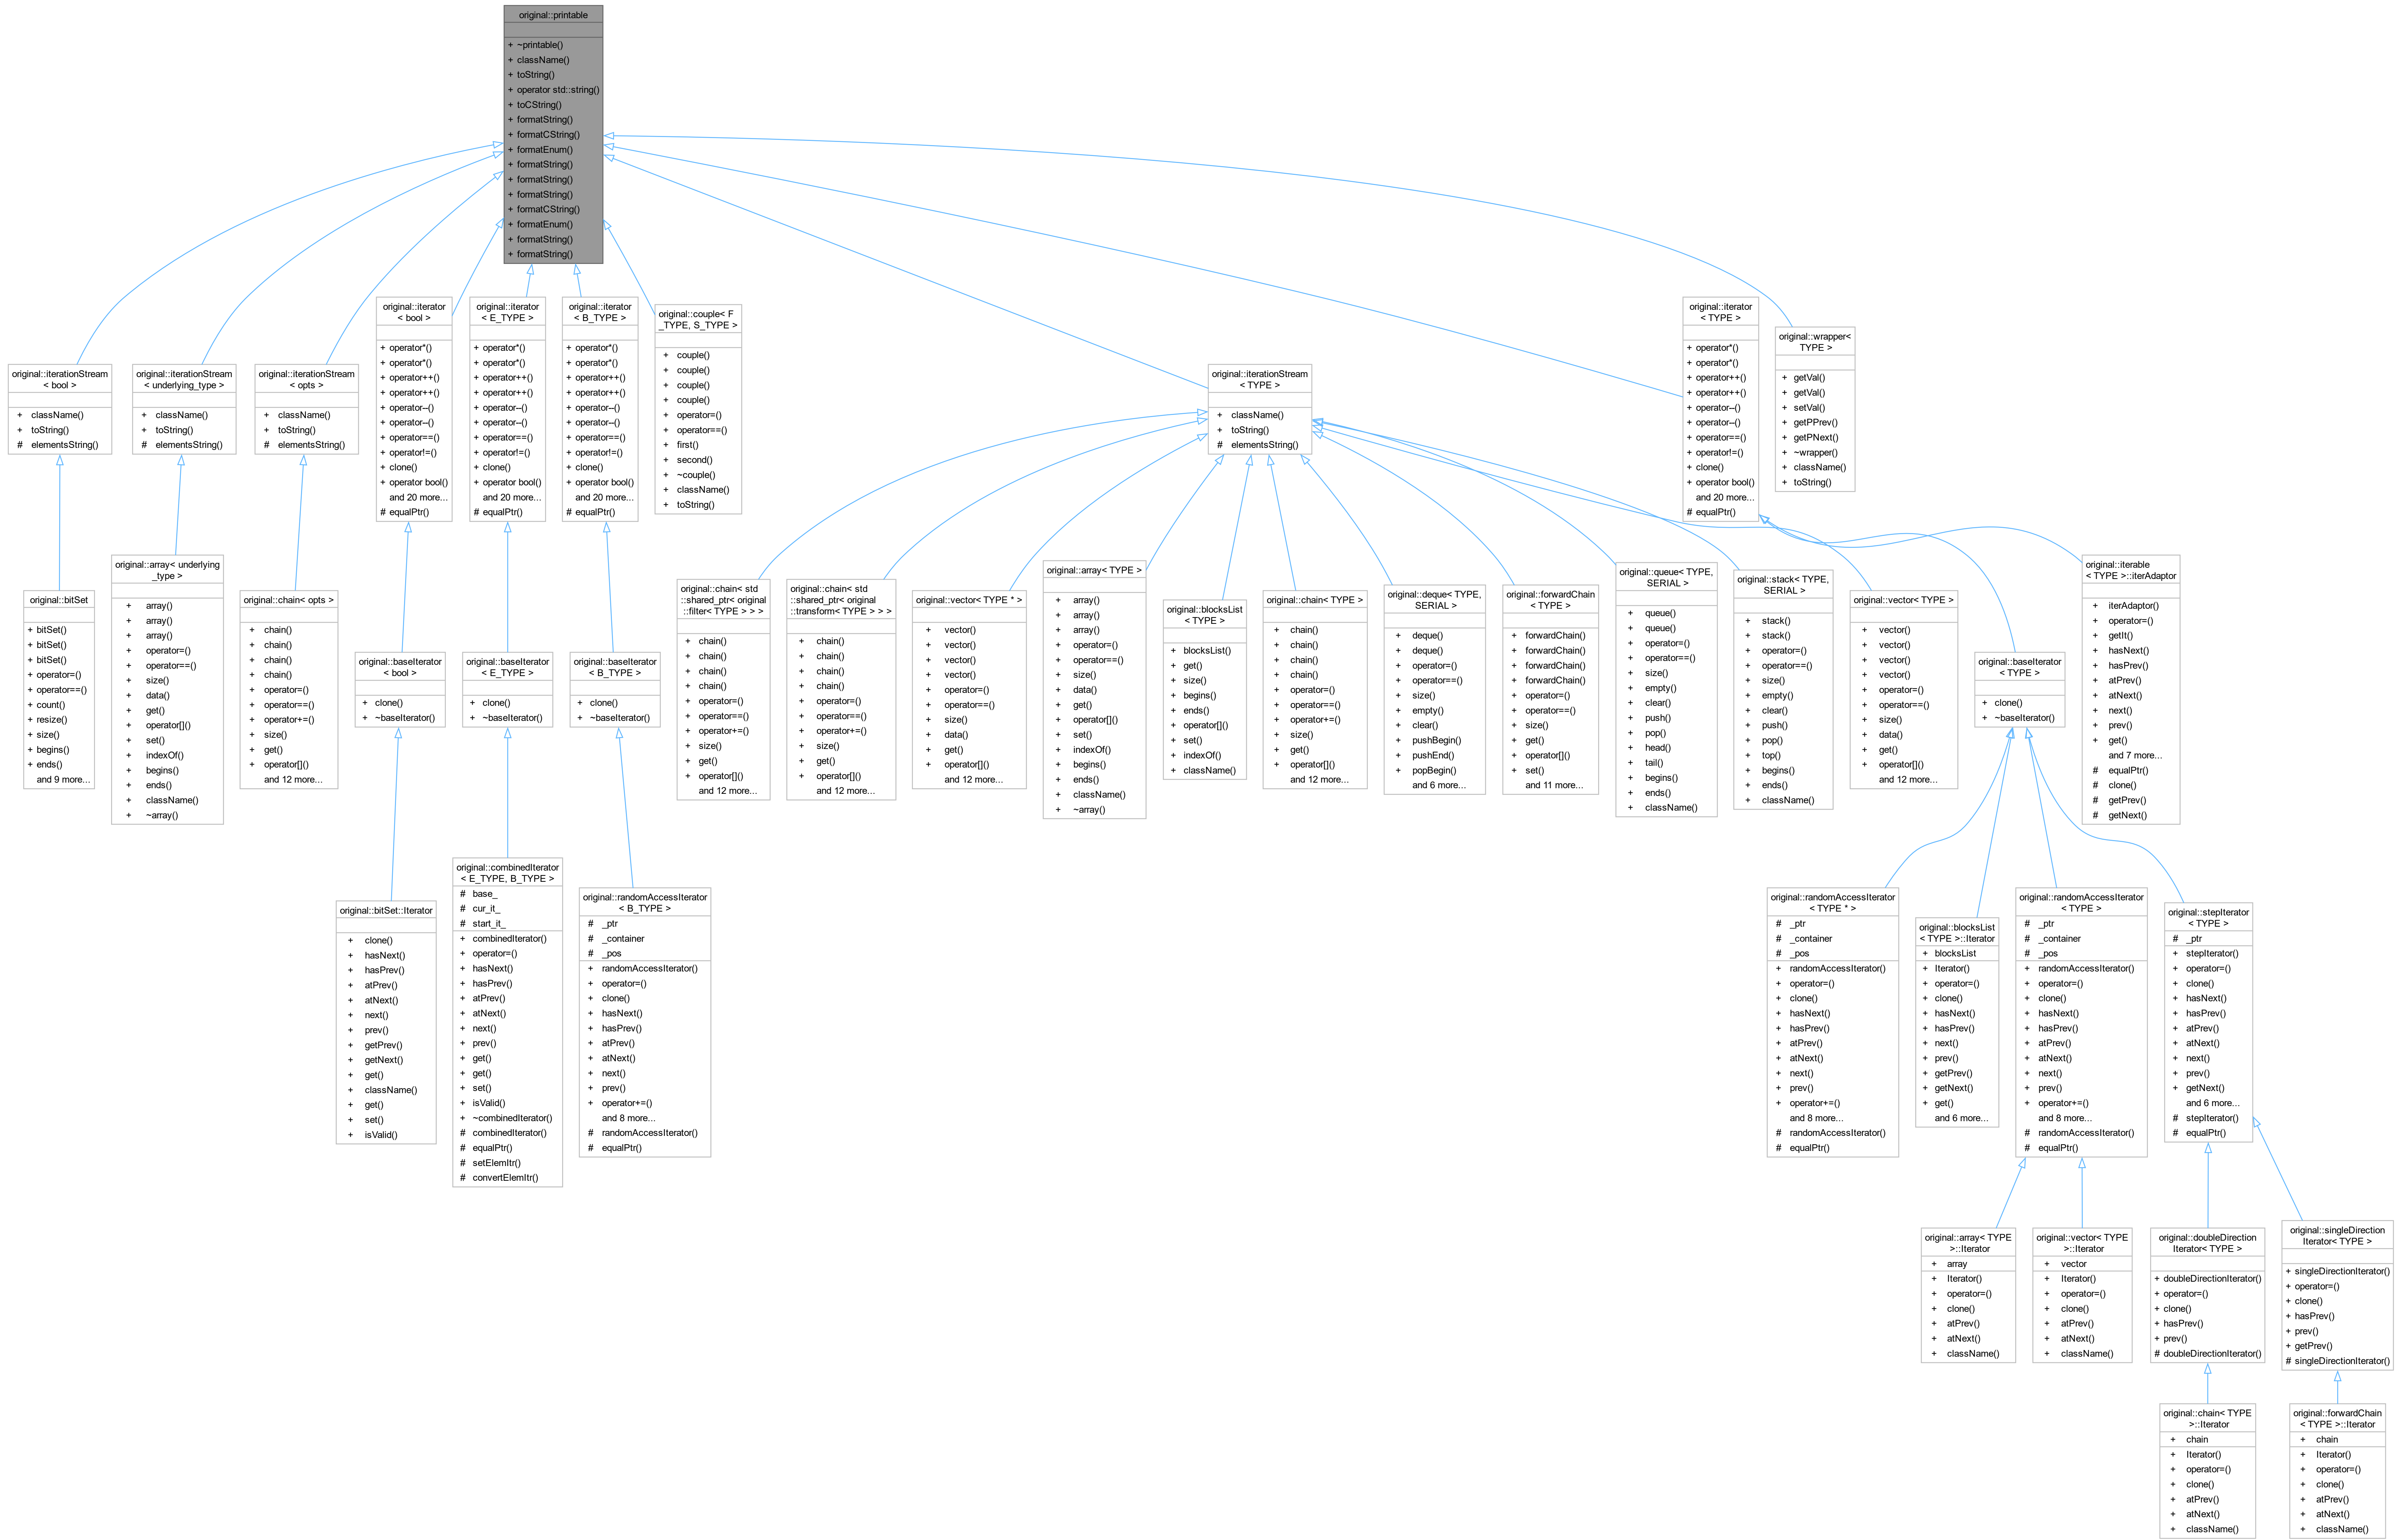 original::printable
+ ~printable()
+ className()
+ toString()
+ operator std::string()
+ toCString()
+ formatString()
+ formatCString()
+ formatEnum()
+ formatString()
+ formatString()
+ formatString()
+ formatCString()
+ formatEnum()
+ formatString()
+ formatString()
original::iterationStream
< bool >
+ className()
+ toString()
# elementsString()
original::iterationStream
< underlying_type >
+ className()
+ toString()
# elementsString()
original::iterationStream
< opts >
+ className()
+ toString()
# elementsString()
original::iterator
< bool >
+ operator*()
+ operator*()
+ operator++()
+ operator++()
+ operator–()
+ operator–()
+ operator==()
+ operator!=()
+ clone()
+ operator bool()
and 20 more...
# equalPtr()
original::iterator
< E_TYPE >
+ operator*()
+ operator*()
+ operator++()
+ operator++()
+ operator–()
+ operator–()
+ operator==()
+ operator!=()
+ clone()
+ operator bool()
and 20 more...
# equalPtr()
original::iterator
< B_TYPE >
+ operator*()
+ operator*()
+ operator++()
+ operator++()
+ operator–()
+ operator–()
+ operator==()
+ operator!=()
+ clone()
+ operator bool()
and 20 more...
# equalPtr()
original::couple< F
_TYPE, S_TYPE >
+ couple()
+ couple()
+ couple()
+ couple()
+ operator=()
+ operator==()
+ first()
+ second()
+ ~couple()
+ className()
+ toString()
original::iterationStream
< TYPE >
+ className()
+ toString()
# elementsString()
original::iterator
< TYPE >
+ operator*()
+ operator*()
+ operator++()
+ operator++()
+ operator–()
+ operator–()
+ operator==()
+ operator!=()
+ clone()
+ operator bool()
and 20 more...
# equalPtr()
original::wrapper<
TYPE >
+ getVal()
+ getVal()
+ setVal()
+ getPPrev()
+ getPNext()
+ ~wrapper()
+ className()
+ toString()
original::bitSet
+ bitSet()
+ bitSet()
+ bitSet()
+ operator=()
+ operator==()
+ count()
+ resize()
+ size()
+ begins()
+ ends()
and 9 more...
original::array< underlying
_type >
+ array()
+ array()
+ array()
+ operator=()
+ operator==()
+ size()
+ data()
+ get()
+ operator[]()
+ set()
+ indexOf()
+ begins()
+ ends()
+ className()
+ ~array()
original::chain< opts >
+ chain()
+ chain()
+ chain()
+ chain()
+ operator=()
+ operator==()
+ operator+=()
+ size()
+ get()
+ operator[]()
and 12 more...
original::baseIterator
< bool >
+ clone()
+ ~baseIterator()
original::baseIterator
< E_TYPE >
+ clone()
+ ~baseIterator()
original::baseIterator
< B_TYPE >
+ clone()
+ ~baseIterator()
original::chain< std
::shared_ptr< original
::filter< TYPE > > >
+ chain()
+ chain()
+ chain()
+ chain()
+ operator=()
+ operator==()
+ operator+=()
+ size()
+ get()
+ operator[]()
and 12 more...
original::chain< std
::shared_ptr< original
::transform< TYPE > > >
+ chain()
+ chain()
+ chain()
+ chain()
+ operator=()
+ operator==()
+ operator+=()
+ size()
+ get()
+ operator[]()
and 12 more...
original::vector< TYPE * >
+ vector()
+ vector()
+ vector()
+ vector()
+ operator=()
+ operator==()
+ size()
+ data()
+ get()
+ operator[]()
and 12 more...
original::array< TYPE >
+ array()
+ array()
+ array()
+ operator=()
+ operator==()
+ size()
+ data()
+ get()
+ operator[]()
+ set()
+ indexOf()
+ begins()
+ ends()
+ className()
+ ~array()
original::blocksList
< TYPE >
+ blocksList()
+ get()
+ size()
+ begins()
+ ends()
+ operator[]()
+ set()
+ indexOf()
+ className()
original::chain< TYPE >
+ chain()
+ chain()
+ chain()
+ chain()
+ operator=()
+ operator==()
+ operator+=()
+ size()
+ get()
+ operator[]()
and 12 more...
original::deque< TYPE,
SERIAL >
+ deque()
+ deque()
+ operator=()
+ operator==()
+ size()
+ empty()
+ clear()
+ pushBegin()
+ pushEnd()
+ popBegin()
and 6 more...
original::forwardChain
< TYPE >
+ forwardChain()
+ forwardChain()
+ forwardChain()
+ forwardChain()
+ operator=()
+ operator==()
+ size()
+ get()
+ operator[]()
+ set()
and 11 more...
original::queue< TYPE,
SERIAL >
+ queue()
+ queue()
+ operator=()
+ operator==()
+ size()
+ empty()
+ clear()
+ push()
+ pop()
+ head()
+ tail()
+ begins()
+ ends()
+ className()
original::stack< TYPE,
SERIAL >
+ stack()
+ stack()
+ operator=()
+ operator==()
+ size()
+ empty()
+ clear()
+ push()
+ pop()
+ top()
+ begins()
+ ends()
+ className()
original::vector< TYPE >
+ vector()
+ vector()
+ vector()
+ vector()
+ operator=()
+ operator==()
+ size()
+ data()
+ get()
+ operator[]()
and 12 more...
original::baseIterator
< TYPE >
+ clone()
+ ~baseIterator()
original::iterable
< TYPE >::iterAdaptor
+ iterAdaptor()
+ operator=()
+ getIt()
+ hasNext()
+ hasPrev()
+ atPrev()
+ atNext()
+ next()
+ prev()
+ get()
and 7 more...
# equalPtr()
# clone()
# getPrev()
# getNext()
original::bitSet::Iterator
+ clone()
+ hasNext()
+ hasPrev()
+ atPrev()
+ atNext()
+ next()
+ prev()
+ getPrev()
+ getNext()
+ get()
+ className()
+ get()
+ set()
+ isValid()
original::combinedIterator
< E_TYPE, B_TYPE >
# base_
# cur_it_
# start_it_
+ combinedIterator()
+ operator=()
+ hasNext()
+ hasPrev()
+ atPrev()
+ atNext()
+ next()
+ prev()
+ get()
+ get()
+ set()
+ isValid()
+ ~combinedIterator()
# combinedIterator()
# equalPtr()
# setElemItr()
# convertElemItr()
original::randomAccessIterator
< B_TYPE >
# _ptr
# _container
# _pos
+ randomAccessIterator()
+ operator=()
+ clone()
+ hasNext()
+ hasPrev()
+ atPrev()
+ atNext()
+ next()
+ prev()
+ operator+=()
and 8 more...
# randomAccessIterator()
# equalPtr()
original::randomAccessIterator
< TYPE * >
# _ptr
# _container
# _pos
+ randomAccessIterator()
+ operator=()
+ clone()
+ hasNext()
+ hasPrev()
+ atPrev()
+ atNext()
+ next()
+ prev()
+ operator+=()
and 8 more...
# randomAccessIterator()
# equalPtr()
original::blocksList
< TYPE >::Iterator
+ blocksList
+ Iterator()
+ operator=()
+ clone()
+ hasNext()
+ hasPrev()
+ next()
+ prev()
+ getPrev()
+ getNext()
+ get()
and 6 more...
original::randomAccessIterator
< TYPE >
# _ptr
# _container
# _pos
+ randomAccessIterator()
+ operator=()
+ clone()
+ hasNext()
+ hasPrev()
+ atPrev()
+ atNext()
+ next()
+ prev()
+ operator+=()
and 8 more...
# randomAccessIterator()
# equalPtr()
original::stepIterator
< TYPE >
# _ptr
+ stepIterator()
+ operator=()
+ clone()
+ hasNext()
+ hasPrev()
+ atPrev()
+ atNext()
+ next()
+ prev()
+ getNext()
and 6 more...
# stepIterator()
# equalPtr()
original::array< TYPE
>::Iterator
+ array
+ Iterator()
+ operator=()
+ clone()
+ atPrev()
+ atNext()
+ className()
original::vector< TYPE
>::Iterator
+ vector
+ Iterator()
+ operator=()
+ clone()
+ atPrev()
+ atNext()
+ className()
original::doubleDirection
Iterator< TYPE >
+ doubleDirectionIterator()
+ operator=()
+ clone()
+ hasPrev()
+ prev()
# doubleDirectionIterator()
original::singleDirection
Iterator< TYPE >
+ singleDirectionIterator()
+ operator=()
+ clone()
+ hasPrev()
+ prev()
+ getPrev()
# singleDirectionIterator()
original::chain< TYPE
>::Iterator
+ chain
+ Iterator()
+ operator=()
+ clone()
+ atPrev()
+ atNext()
+ className()
original::forwardChain
< TYPE >::Iterator
+ chain
+ Iterator()
+ operator=()
+ clone()
+ atPrev()
+ atNext()
+ className()